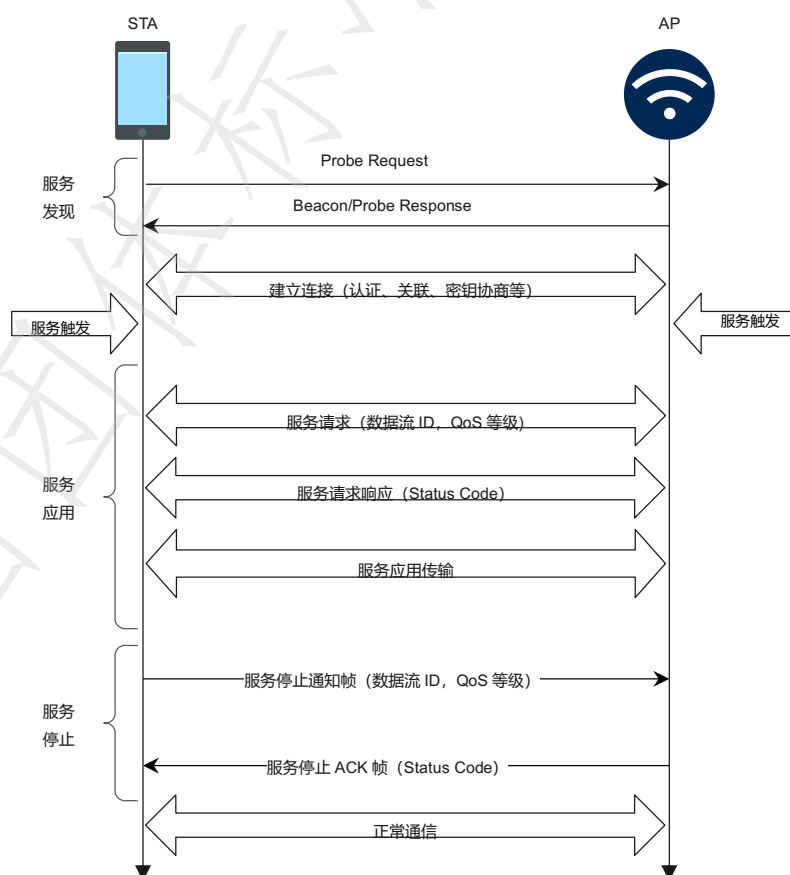 STA
AP
Probe Request
服务
发现
Beacon/Probe Response
建立连接（认证、关联、密钥协商等）
服务触发
服务触发
服务请求（数据流 ID，QoS 等级）
服务
应用
服务请求响应（Status Code）
服务应用传输
服务停止通知帧（数据流 ID，QoS 等级）
服务
停止
服务停止 ACK 帧（Status Code）
正常通信
团体标